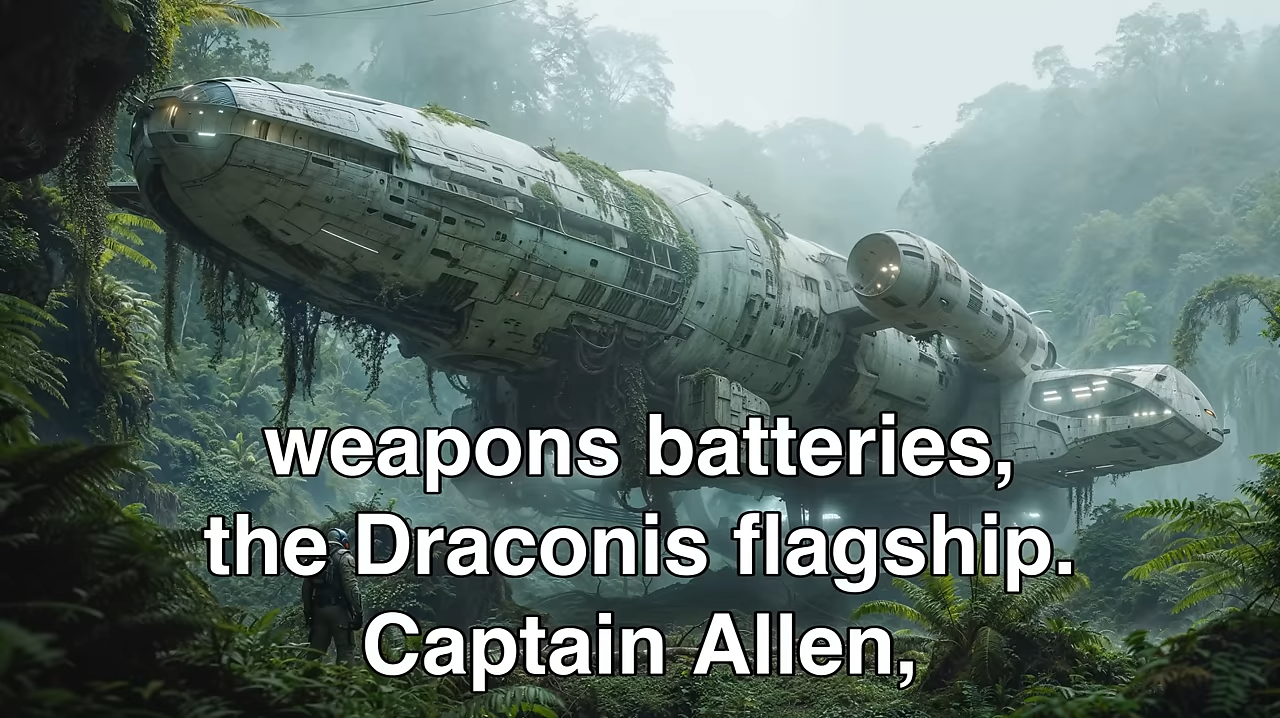 weapons batteries,
the Draconis flagship.
Captain Allen,